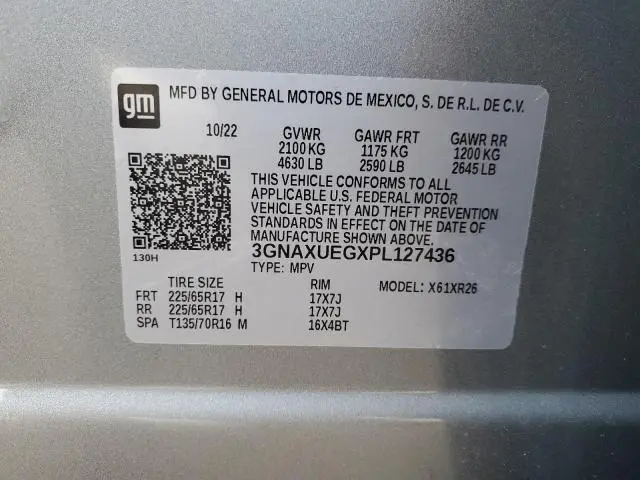 gm
MFD BY GENERAL MOTORS DE MEXICO, S. DE R.L. DE C.V.
10/22 GVWR GAWR FRT GAWR RR
2100 KG 1175 KG 1200 KG
4630 LB 2590 LB 2645 LB
THIS VEHICLE CONFORMS TO ALL
APPLICABLE U.S. FEDERAL MOTOR
VEHICLE SAFETY AND THEFT PREVENTION
STANDARDS IN EFFECT ON THE DATE OF
MANUFACTURE SHOWN ABOVE.
130H
3GNAXUEGXPL127436
TYPE: MPV
TIRE SIZE RIM MODEL: X61XR26
FRT 225/65R17 H 17X7J
RR 225/65R17 H 17X7J
SPA T135/70R16 M 16X4BT